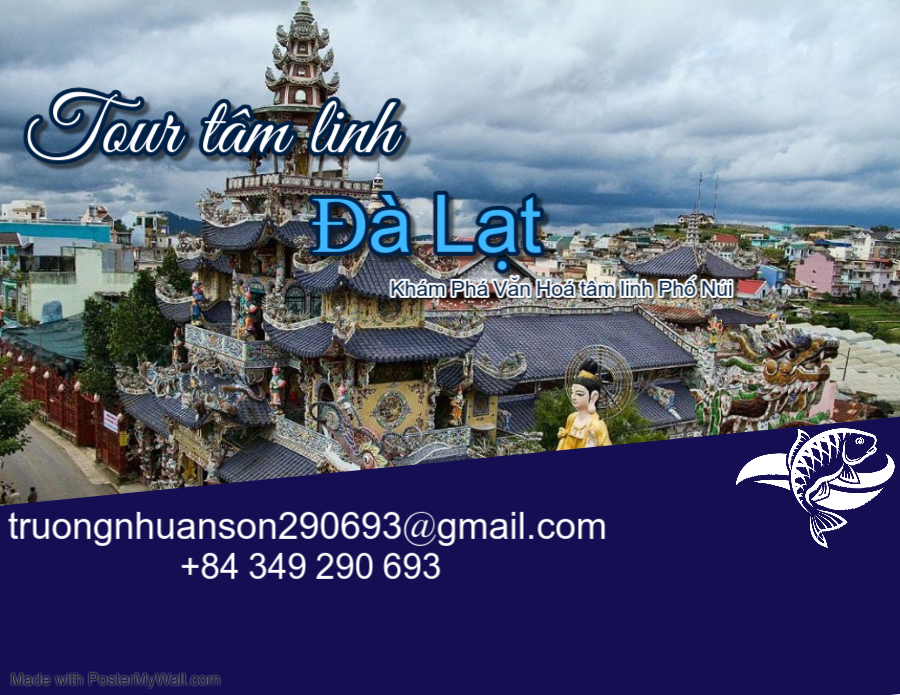 Tour tâm linh
Đà Lạt
Khám Phá Văn Hoá tâm linh Phố Núi
truongnhuanson290693@gmail.com
+84 349 290 693
Made with PosterMyWall.com